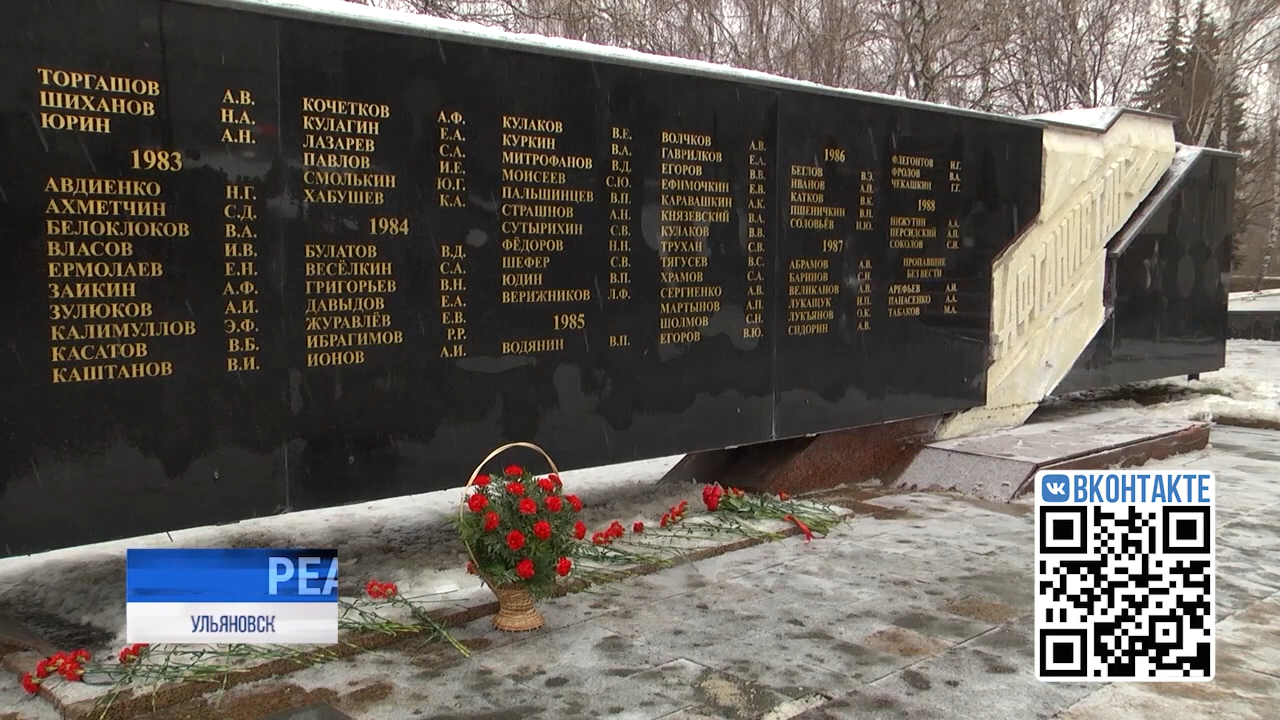 ТОРГАШОВ А.В.
ШИХАНОВ Н.А.
ЮРИН А.Н.
1983
АВДИЕНКО Н.Г.
АХМЕТЧИН С.Д.
БЕЛОКЛОКОВ В.А.
ВЛАСОВ И.В.
ЕРМОЛАЕВ Е.Н.
ЗАИКИН А.Ф.
ЗУЛЮКОВ А.И.
КАЛИМУЛЛОВ Э.Ф.
КАСАТОВ В.Б.
КАШТАНОВ В.И.
КОЧЕТКОВ А.Ф.
КУЛАГИН Е.А.
ЛАЗАРЕВ С.А.
ПАВЛОВ И.Е.
СМОЛЬКИН Ю.Г.
ХАБУШЕВ К.А.
1984
БУЛАТОВ В.Д.
ВЕСЁЛКИН С.А.
ГРИГОРЬЕВ В.Н.
ДАВЫДОВ Е.А.
ЖУРАВЛЁВ Е.В.
ИБРАГИМОВ Р.Р.
ИОНОВ А.И.
КУЛАКОВ В.Е.
КУРКИН В.А.
МИТРОФАНОВ В.Д.
МОИСЕЕВ С.Ю.
ПАЛЬШИНЦЕВ В.П.
СТРАШНОВ А.Н.
СУТЫРИХИН С.В.
ФЁДОРОВ Н.Н.
ШЕФЕР С.В.
ЮДИН В.П.
ВЕРИЖНИКОВ Л.Ф.
1985
ВОДЯНИН В.П.
ВОЛЧКОВ А.В.
ГАВРИЛКОВ Е.А.
ЕГОРОВ В.В.
ЕФИМОЧКИН Е.В.
КАРАВАШКИН А.К.
КНЯЗЕВСКИЙ В.А.
КУЛАКОВ В.В.
ТРУХАН С.В.
ТЯГУСЕВ В.С.
ХРАМОВ С.А.
СЕРГИЕНКО А.В.
МАРТЫНОВ А.П.
ШОЛМОВ С.Н.
ЕГОРОВ В.Ю.
1986
БЕГЛОВ В.Э.
ИВАНОВ А.П.
КАТКОВ В.К.
ПШЕНИЧКИН В.Н.
СОЛОВЬЁВ Н.Ю.
1987
АБРАМОВ А.В.
БАРИНОВ С.Н.
ВЕЛИКАНОВ А.В.
ЛУКАЩУК Н.П.
ЛУКЬЯНОВ О.К.
СИДОРИН А.В.
ФЛЕГОНТОВ Н.Г.
ФРОЛОВ В.А.
ЧЕКАШКИН Г.Г.
1988
НИЖУТИН А.А.
ПЕРСИДСКИЙ А.П.
СОКОЛОВ С.Н.
ПРОПАВШИЕ
БЕЗ ВЕСТИ
АРЕФЬЕВ А.Я.
ПАНАСЕНКО А.А.
ТАБАКОВ М.А.
АФГАНИСТАН
ВКОНТАКТЕ
РЕА
УЛЬЯНОВСК